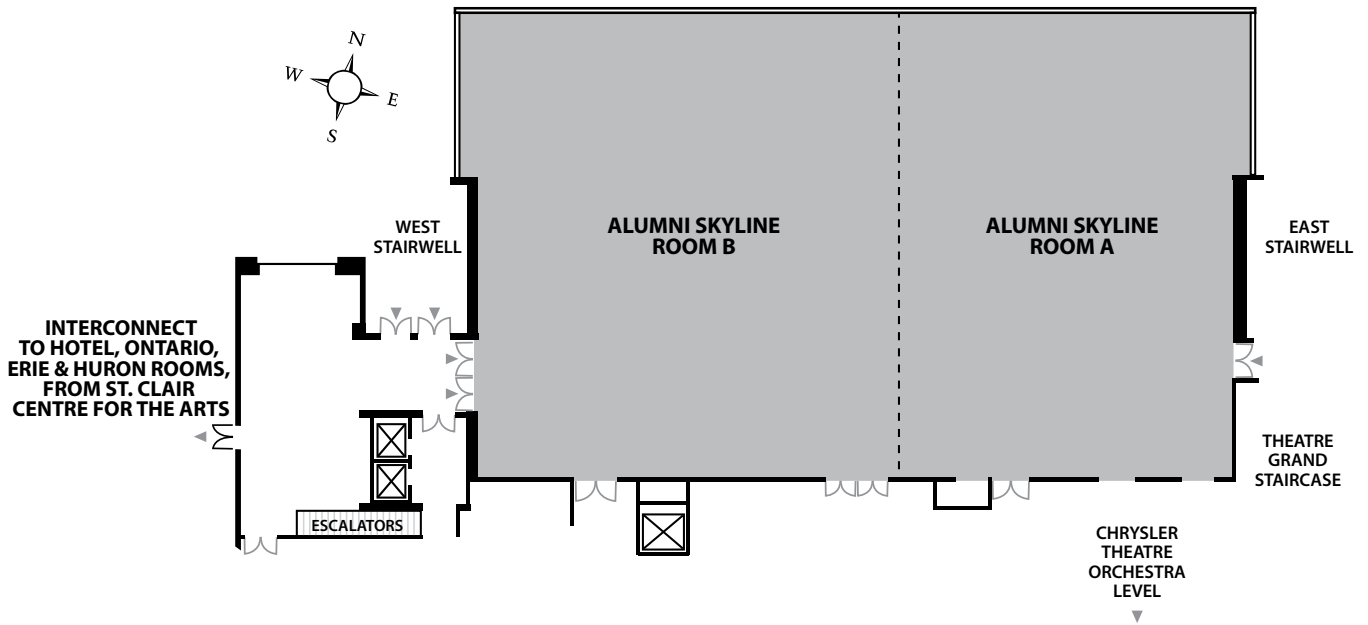 N
W
E
S
WEST
STAIRWELL
ALUMNI SKYLINE
ROOM B
ALUMNI SKYLINE
ROOM A
EAST
STAIRWELL
INTERCONNECT
TO HOTEL, ONTARIO,
ERIE & HURON ROOMS,
FROM ST. CLAIR
CENTRE FOR THE ARTS
THEATRE
GRAND
STAIRCASE
ESCALATORS
CHRYSLER
THEATRE
ORCHESTRA
LEVEL